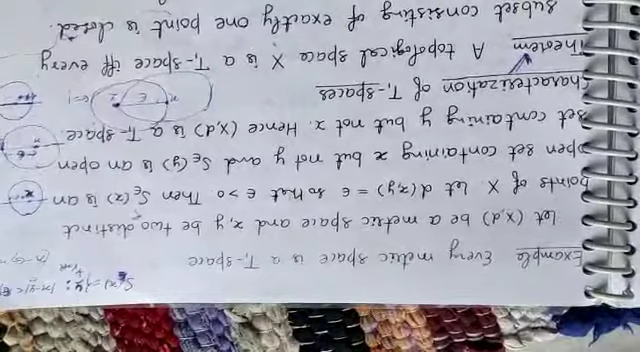 S(x) = {y : |x-y| < ε}
Example Every metric space is a T₁-space
Let (X,d) be a metric space and x,y be two distinct
points of X. Let d(x,y) = ε so that ε > 0 Then Sε(x) is an
open set containing x but not y and Sε(y) is an open
set containing y but not x. Hence (X,d) is a T₁-space.
Characterization of T₁-spaces
Theorem A topological space X is a T₁-space iff every
subset consisting of exactly one point is closed.